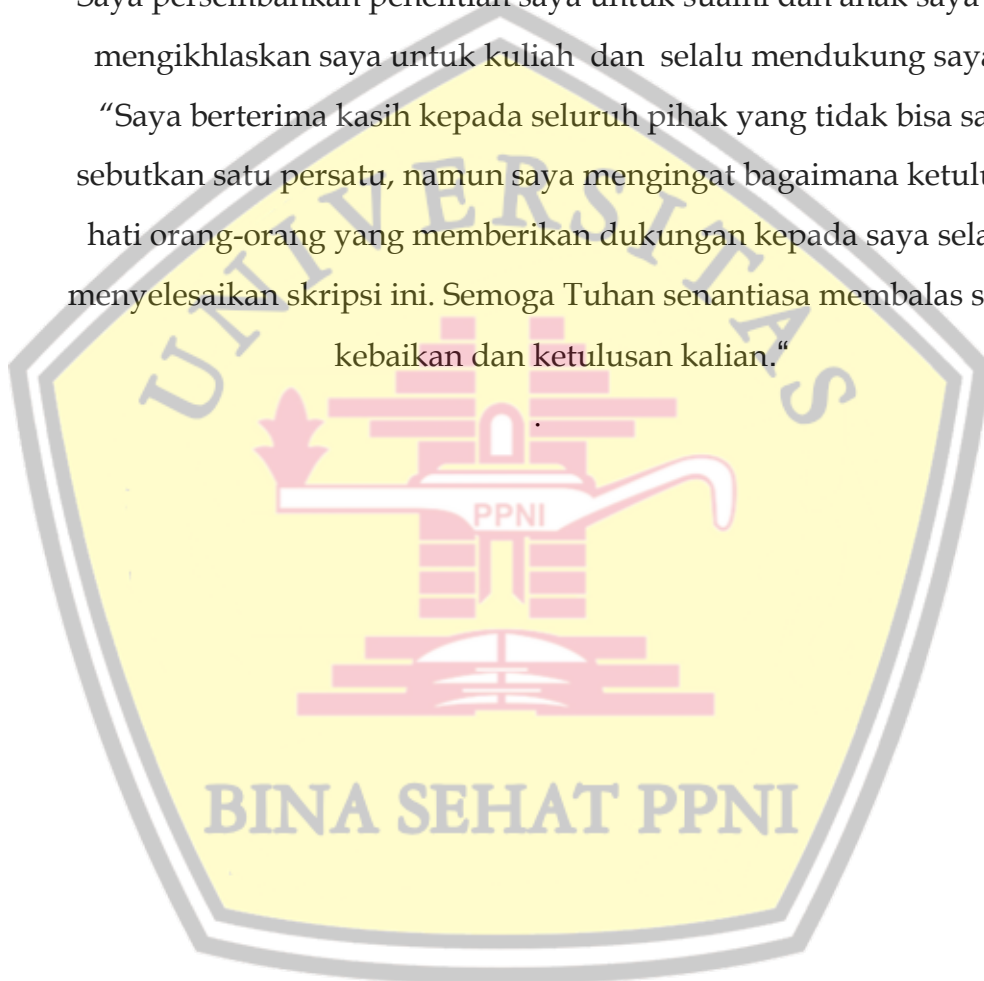 Saya persembahkan penelitian saya untuk suami dan anak saya
mengikhlaskan saya untuk kuliah dan selalu mendukung saya
“Saya berterima kasih kepada seluruh pihak yang tidak bisa sa
sebutkan satu persatu, namun saya mengingat bagaimana ketulu
hati orang-orang yang memberikan dukungan kepada saya sela
menyelesaikan skripsi ini. Semoga Tuhan senantiasa membalas s
kebaikan dan ketulusan kalian.“
.
UNIVERSITAS
PPNI
BINA SEHAT PPNI